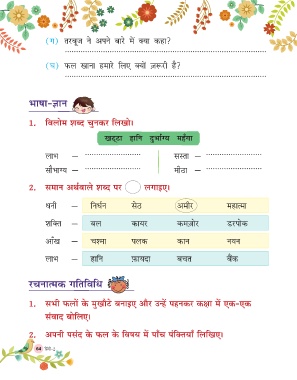 (ग) तरबूज ने अपने बारे में क्या कहा?
(घ) फल खाना हमारे लिए क्यों ज़रूरी है?
भाषा-ज्ञान
1. विलोम शब्द चुनकर लिखो।
खट्टा हानि दुर्भाग्य महँगा
लाभ – सस्ता –
सौभाग्य – मीठा –
2. समान अर्थवाले शब्द पर लगाइए।
धनी – निर्धन सेठ अमीर महात्मा
शक्ति – बल कायर कमज़ोर डरपोक
आँख – चश्मा पलक कान नयन
लाभ – हानि फ़ायदा बचत बैंक
रचनात्मक गतिविधि
1. सभी फलों के मुखौटे बनाइए और उन्हें पहनकर कक्षा में एक-एक
संवाद बोलिए।
2. अपनी पसंद के फल के विषय में पाँच पंक्तियाँ लिखिए।
64